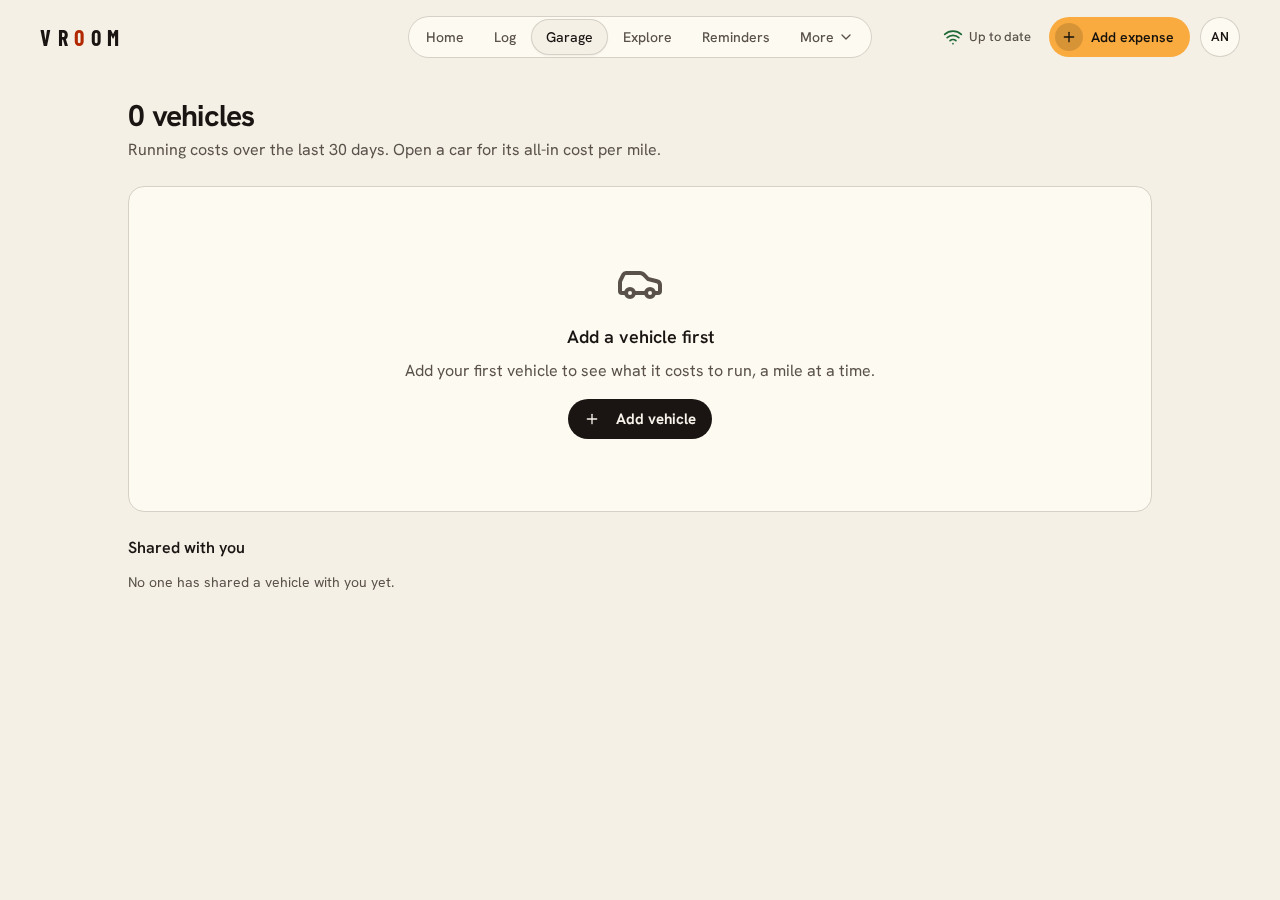 VROOM
Home
Log
Garage
Explore
Reminders
More
Up to date
Add expense
AN
0 vehicles
Running costs over the last 30 days. Open a car for its all-in cost per mile.
Add a vehicle first
Add your first vehicle to see what it costs to run, a mile at a time.
Add vehicle
Shared with you
No one has shared a vehicle with you yet.